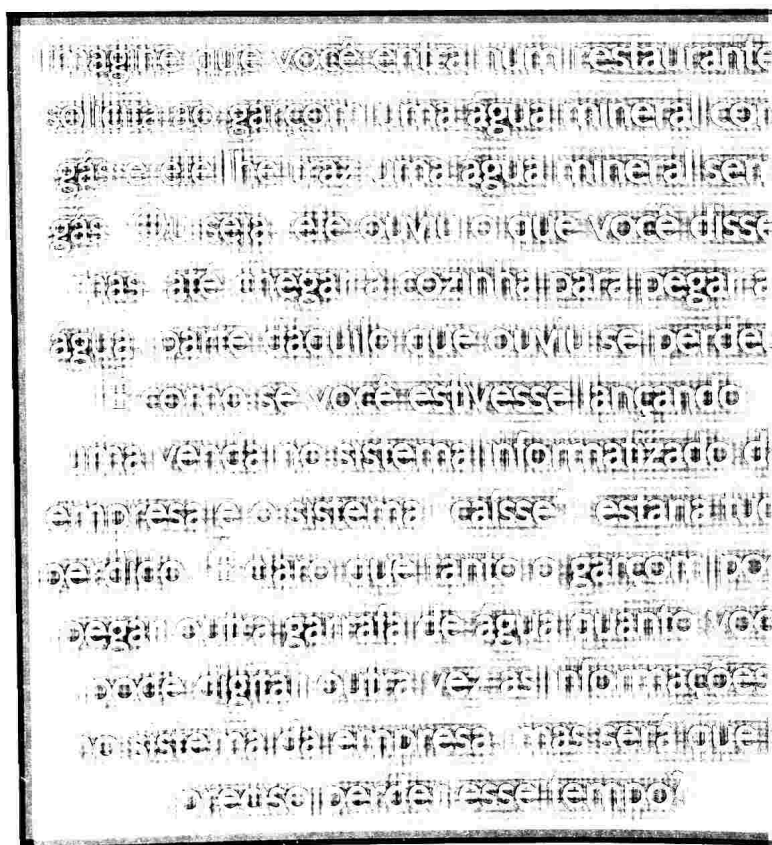 Imagine que você entra num restaurante
solicita ao garçom uma água mineral com
gás e ele lhe traz uma água mineral sem
gás. Ou seja, ele ouviu o que você disse
mas até chegar a cozinha para pegar a
água, parte daquilo que ouviu se perdeu
É como se você estivesse lançando
uma venda no sistema informatizado d
empresa e o sistema "caísse" estaria tud
perdido. É claro que tanto o garçom pod
pegar outra garrafa de água quanto você
pode digitar outra vez as informações
no sistema da empresa, mas será que
preciso perder esse tempo?